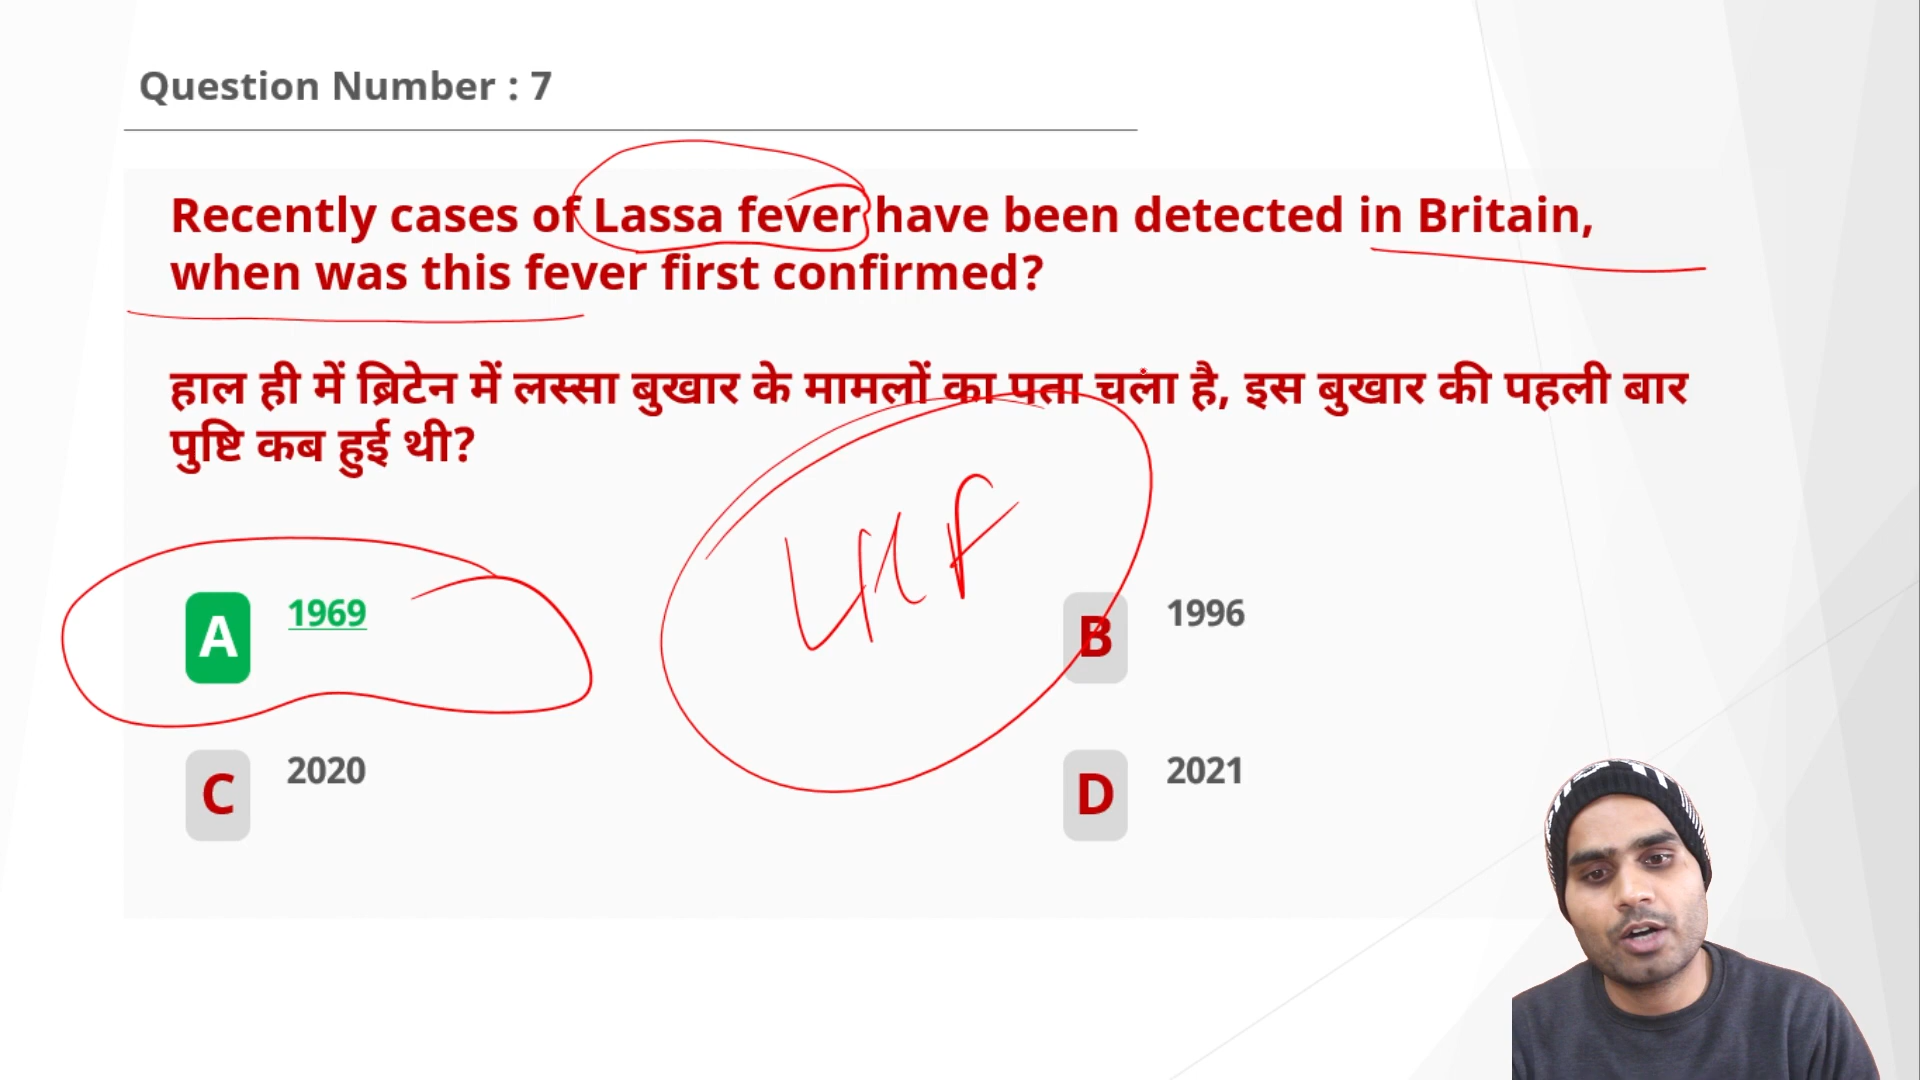 Question Number : 7
Recently cases of Lassa fever have been detected in Britain,
when was this fever first confirmed?
हाल ही में ब्रिटेन में लस्सा बुखार के मामलों का पता चला है, इस बुखार की पहली बार
पुष्टि कब हुई थी?
A 1969
B 1996
C 2020
D 2021